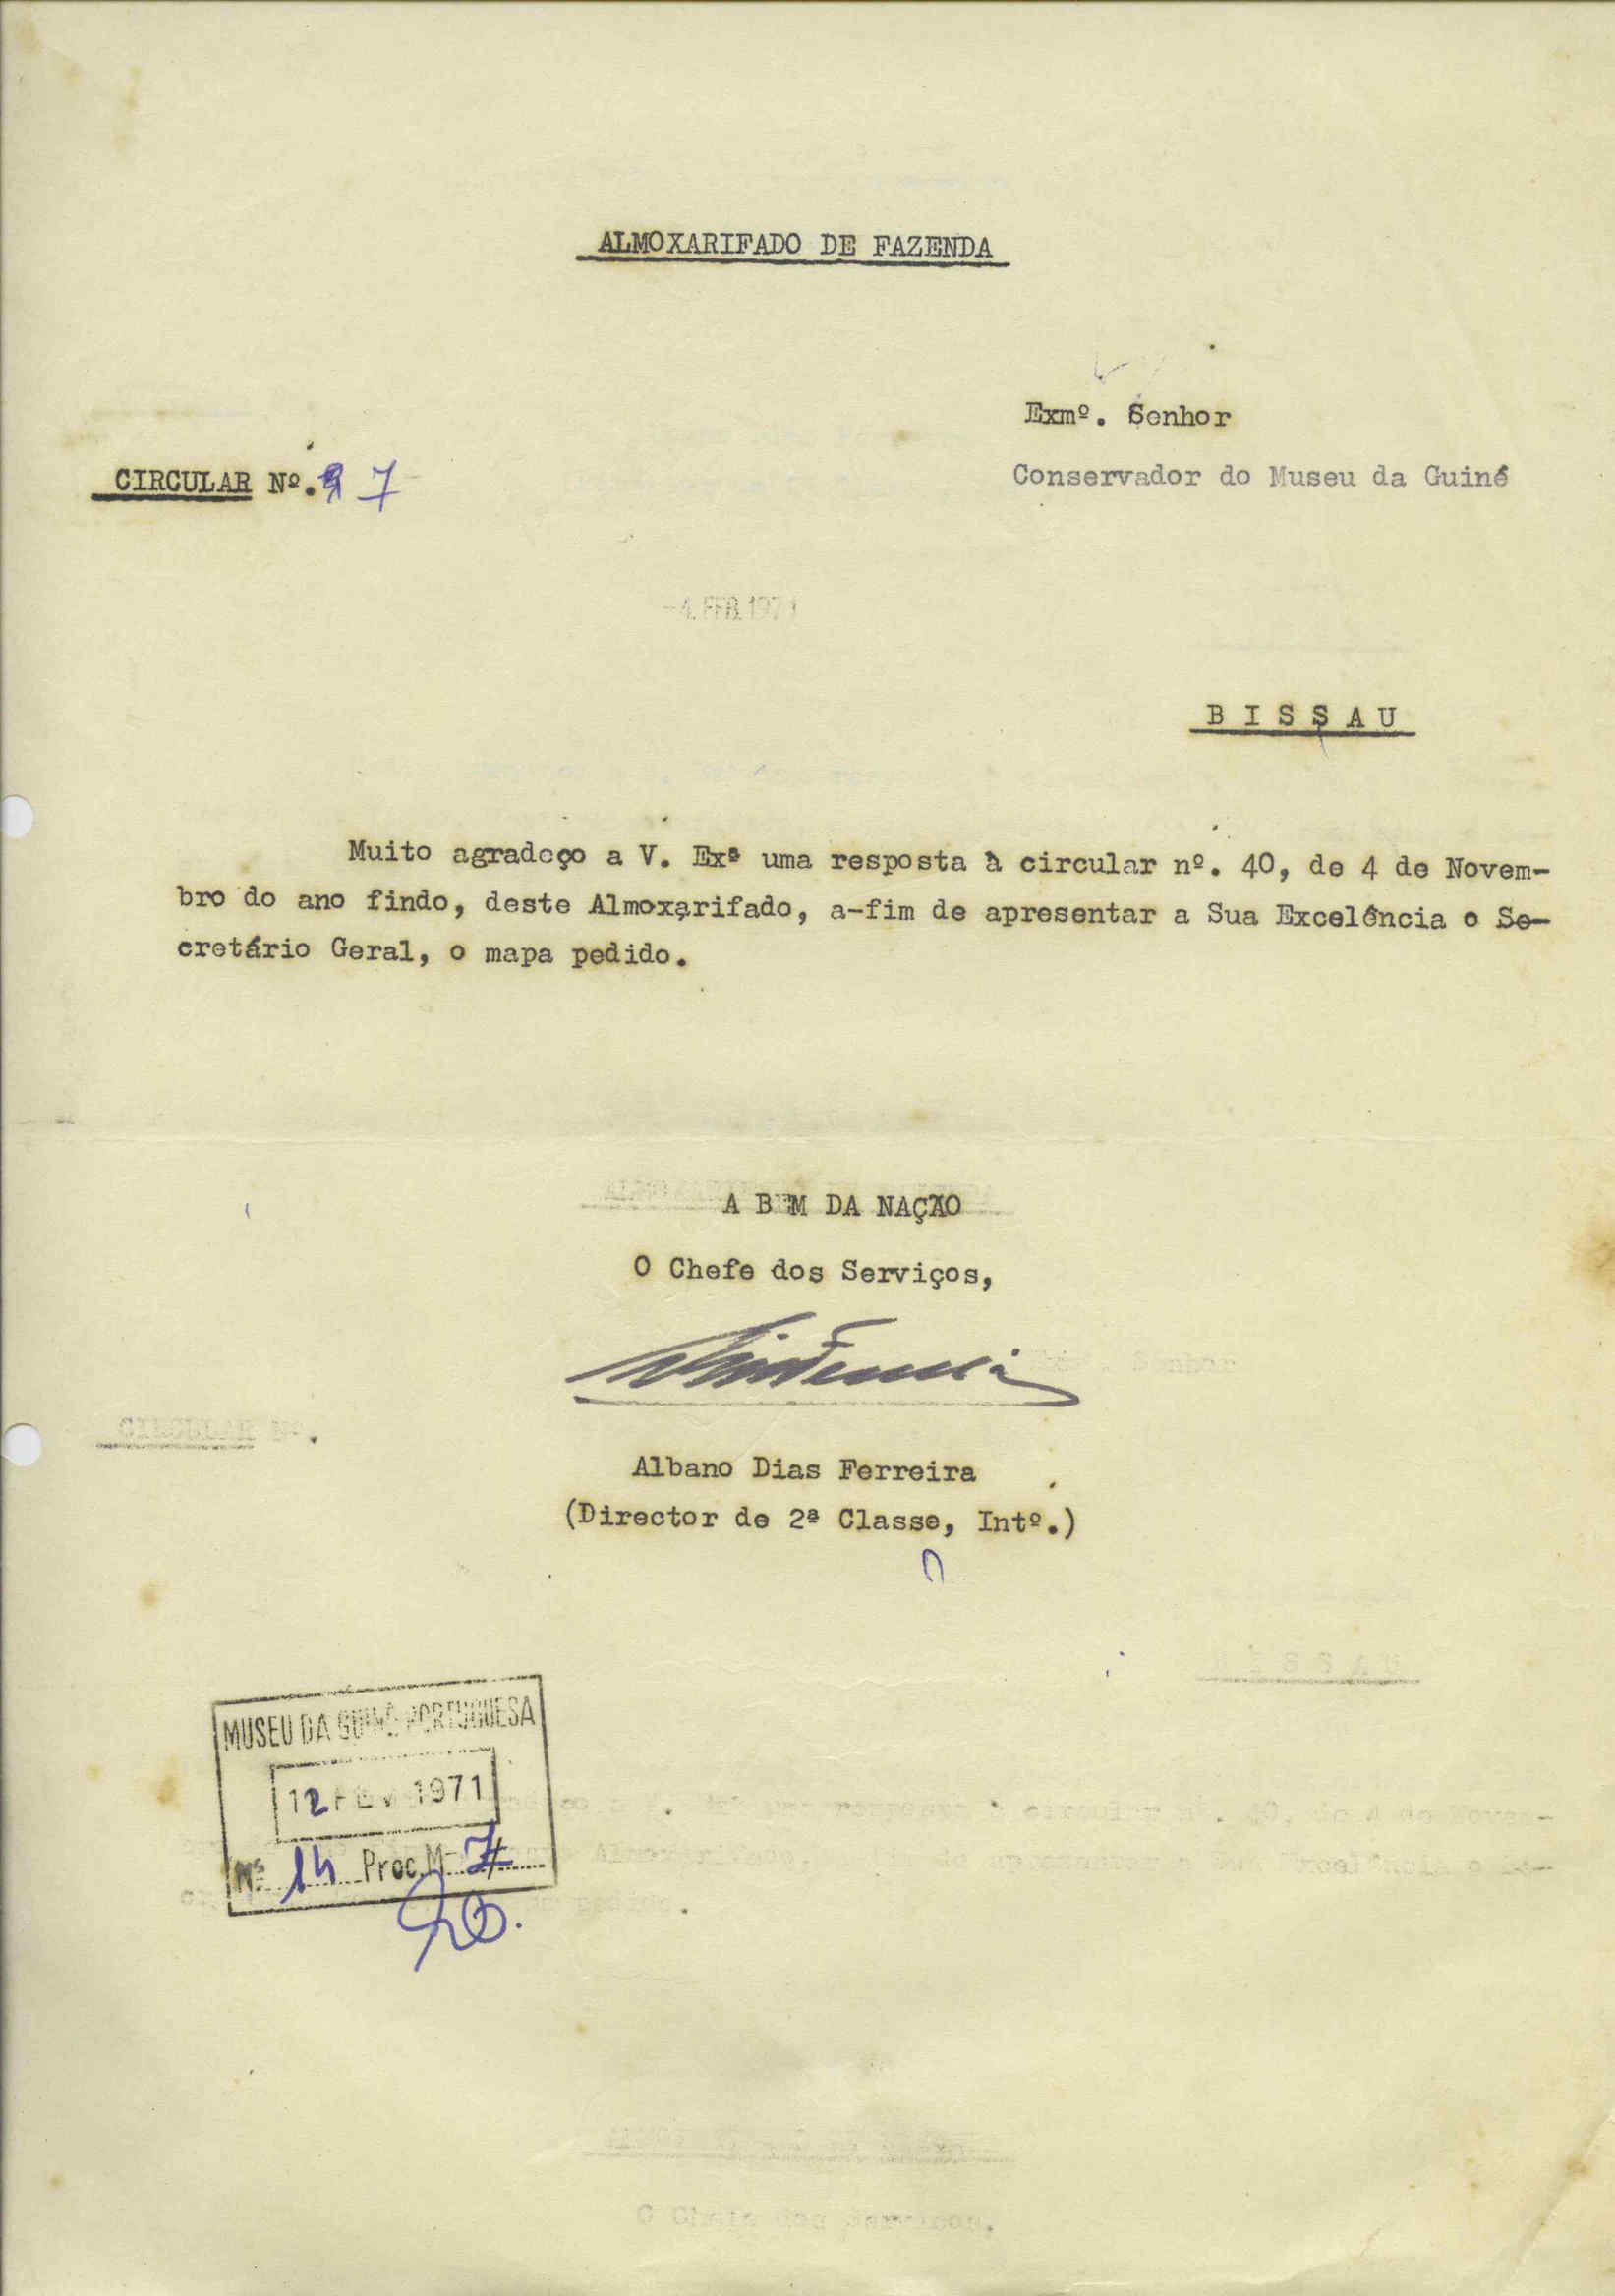 ALMOXARIFADO DE FAZENDA
Exmº. Senhor
CIRCULAR Nº. 7
Conservador do Museu da Guiné
-4. FEB. 1971
B I S S A U
Muito agradeço a V. Exª uma resposta à circular nº. 40, de 4 de Novem-
bro do ano findo, deste Almoxarifado, a-fim de apresentar a Sua Excelência o Se-
cretário Geral, o mapa pedido.
A BEM DA NAÇÃO
O Chefe dos Serviços,
Albano Dias Ferreira
(Director de 2ª Classe, Intº.)
MUSEU DA GUINÉ PORTUGUESA
12 FEV 1971
Nº 14 Proc. M-7